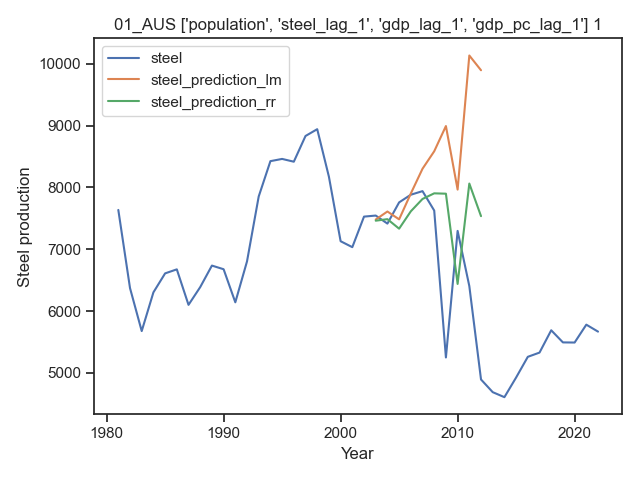 01_AUS ['population', 'steel_lag_1', 'gdp_lag_1', 'gdp_pc_lag_1'] 1
steel
steel_prediction_lm
steel_prediction_rr
10000
9000
8000
7000
6000
5000
Steel production
1980
1990
2000
2010
2020
Year